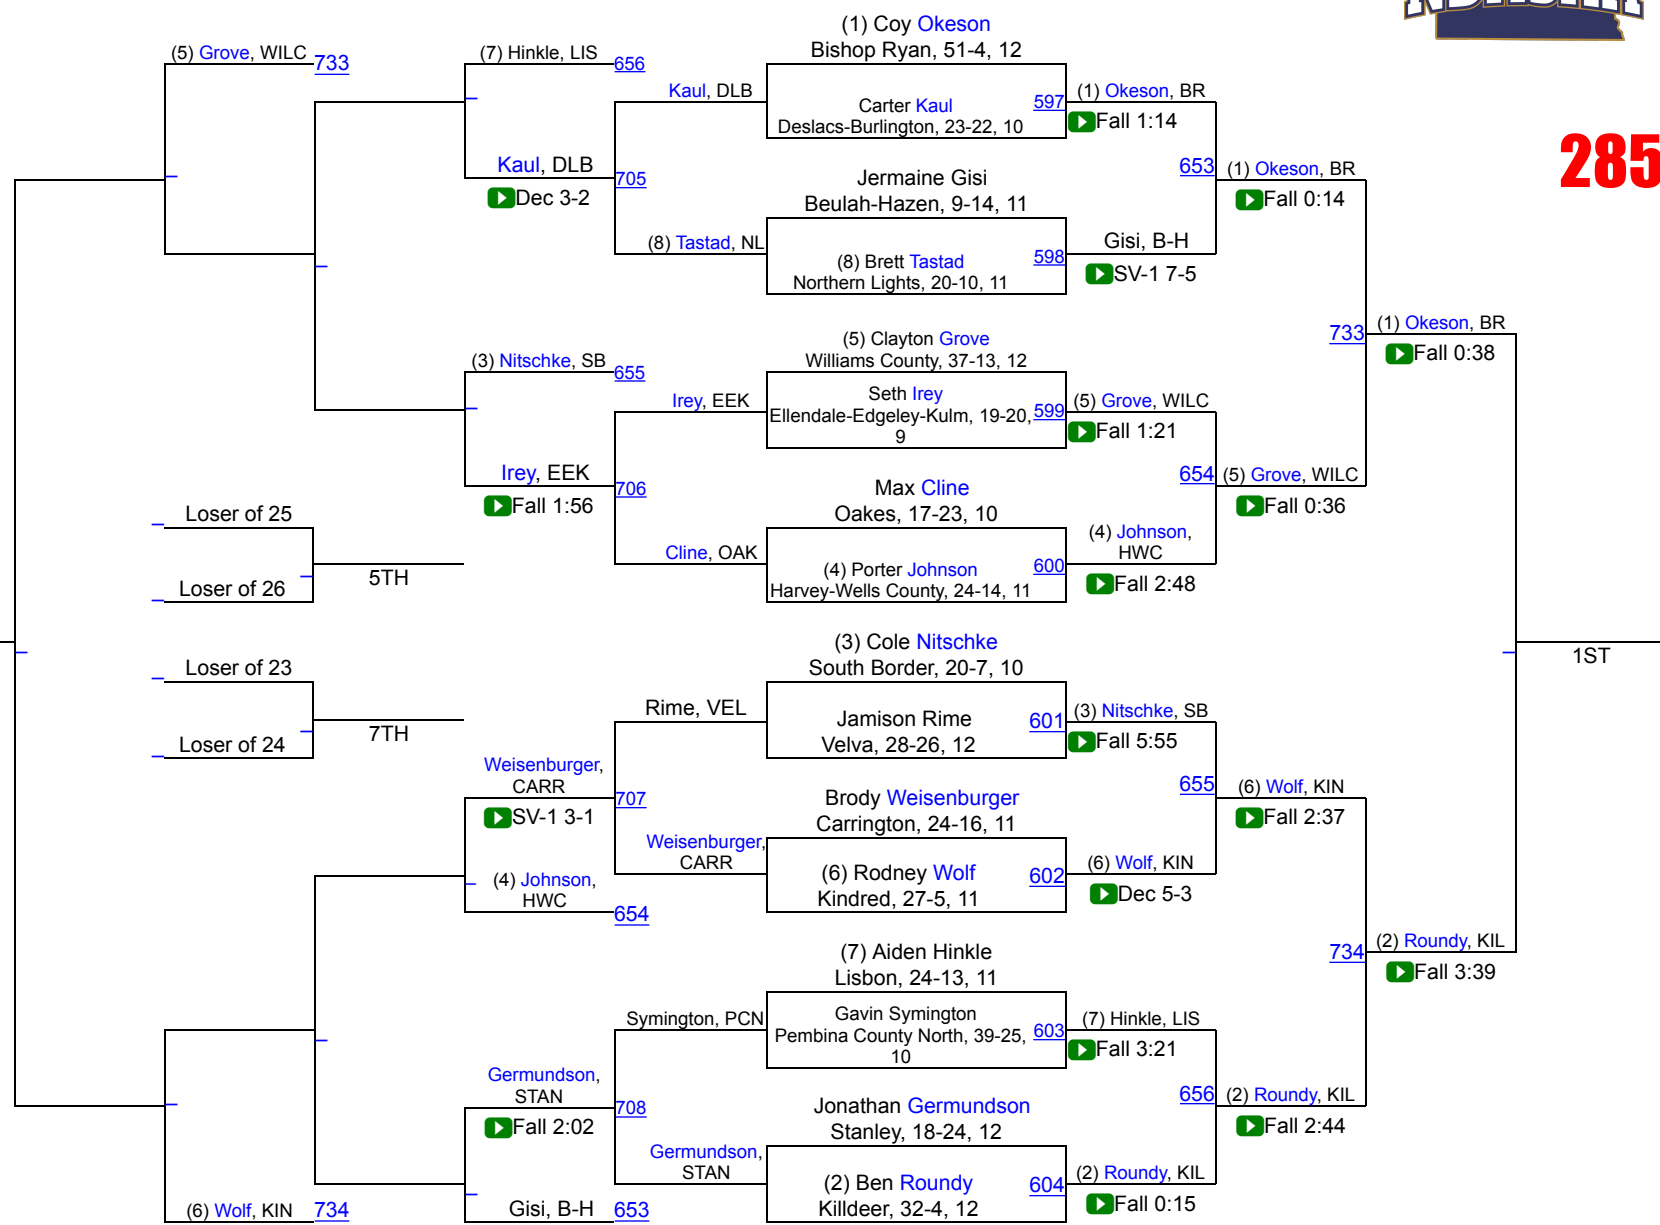 NDHSAA
285
(1) Coy Okeson
Bishop Ryan, 51-4, 12
Carter Kaul
Deslacs-Burlington, 23-22, 10
597
Jermaine Gisi
Beulah-Hazen, 9-14, 11
(8) Brett Tastad
Northern Lights, 20-10, 11
598
(5) Clayton Grove
Williams County, 37-13, 12
Seth Irey
Ellendale-Edgeley-Kulm, 19-20,
9
599
Max Cline
Oakes, 17-23, 10
(4) Porter Johnson
Harvey-Wells County, 24-14, 11
600
(3) Cole Nitschke
South Border, 20-7, 10
Jamison Rime
Velva, 28-26, 12
601
Brody Weisenburger
Carrington, 24-16, 11
(6) Rodney Wolf
Kindred, 27-5, 11
602
(7) Aiden Hinkle
Lisbon, 24-13, 11
Gavin Symington
Pembina County North, 39-25,
10
603
Jonathan Germundson
Stanley, 18-24, 12
(2) Ben Roundy
Killdeer, 32-4, 12
604
(1) Okeson, BR
Fall 1:14
653
Gisi, B-H
SV-1 7-5
(5) Grove, WILC
Fall 1:21
654
(4) Johnson,
HWC
Fall 2:48
(3) Nitschke, SB
Fall 5:55
655
(6) Wolf, KIN
Dec 5-3
(7) Hinkle, LIS
Fall 3:21
656
(2) Roundy, KIL
Fall 0:15
(1) Okeson, BR
Fall 0:14
733
(5) Grove, WILC
Fall 0:36
(6) Wolf, KIN
Fall 2:37
734
(2) Roundy, KIL
Fall 2:44
(1) Okeson, BR
Fall 0:38
(2) Roundy, KIL
Fall 3:39
1ST
Kaul, DLB
705
(8) Tastad, NL
Irey, EEK
706
Cline, OAK
Rime, VEL
707
Weisenburger,
CARR
Symington, PCN
708
Germundson,
STAN
(7) Hinkle, LIS
656
Kaul, DLB
Dec 3-2
(3) Nitschke, SB
655
Irey, EEK
Fall 1:56
Weisenburger,
CARR
SV-1 3-1
(4) Johnson,
HWC
654
Germundson,
STAN
Fall 2:02
Gisi, B-H
653
(5) Grove, WILC
733
(6) Wolf, KIN
734
Loser of 25
Loser of 26
5TH
Loser of 23
Loser of 24
7TH